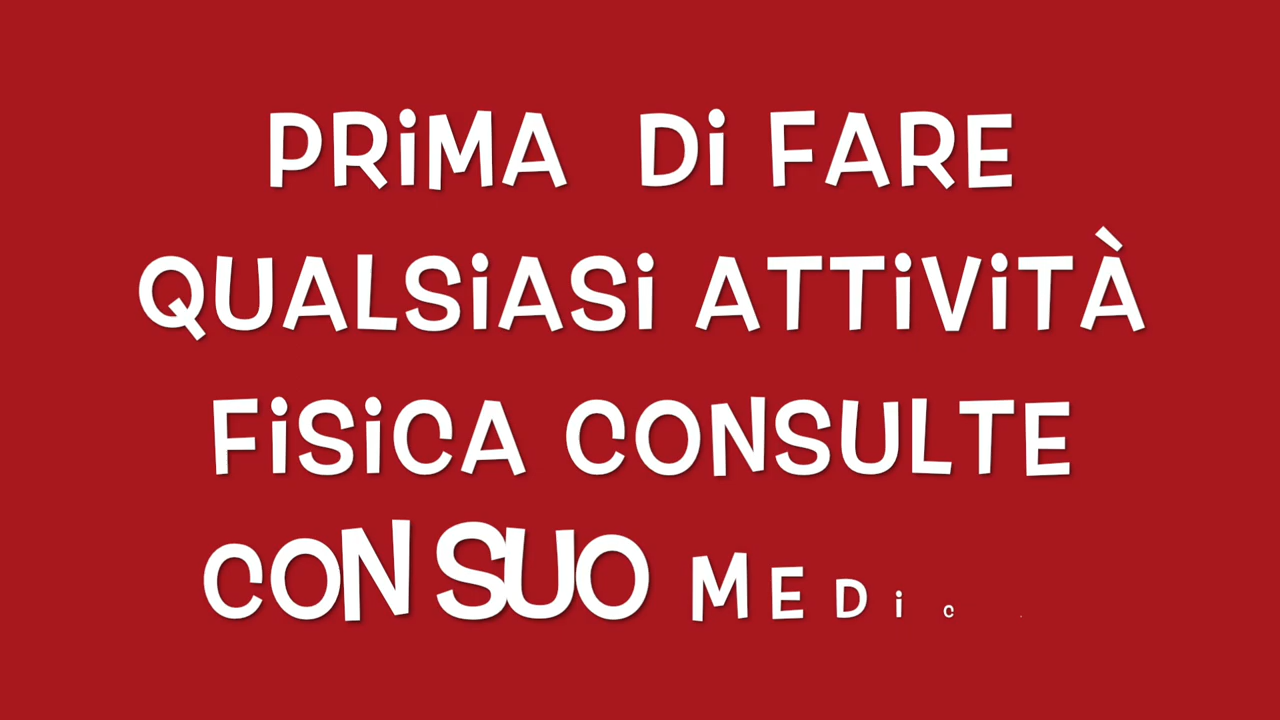 PRiMA Di FARE
QUALSiASi ATTiViTÀ
FiSiCA CONSULTE
CON SUO MEDiC